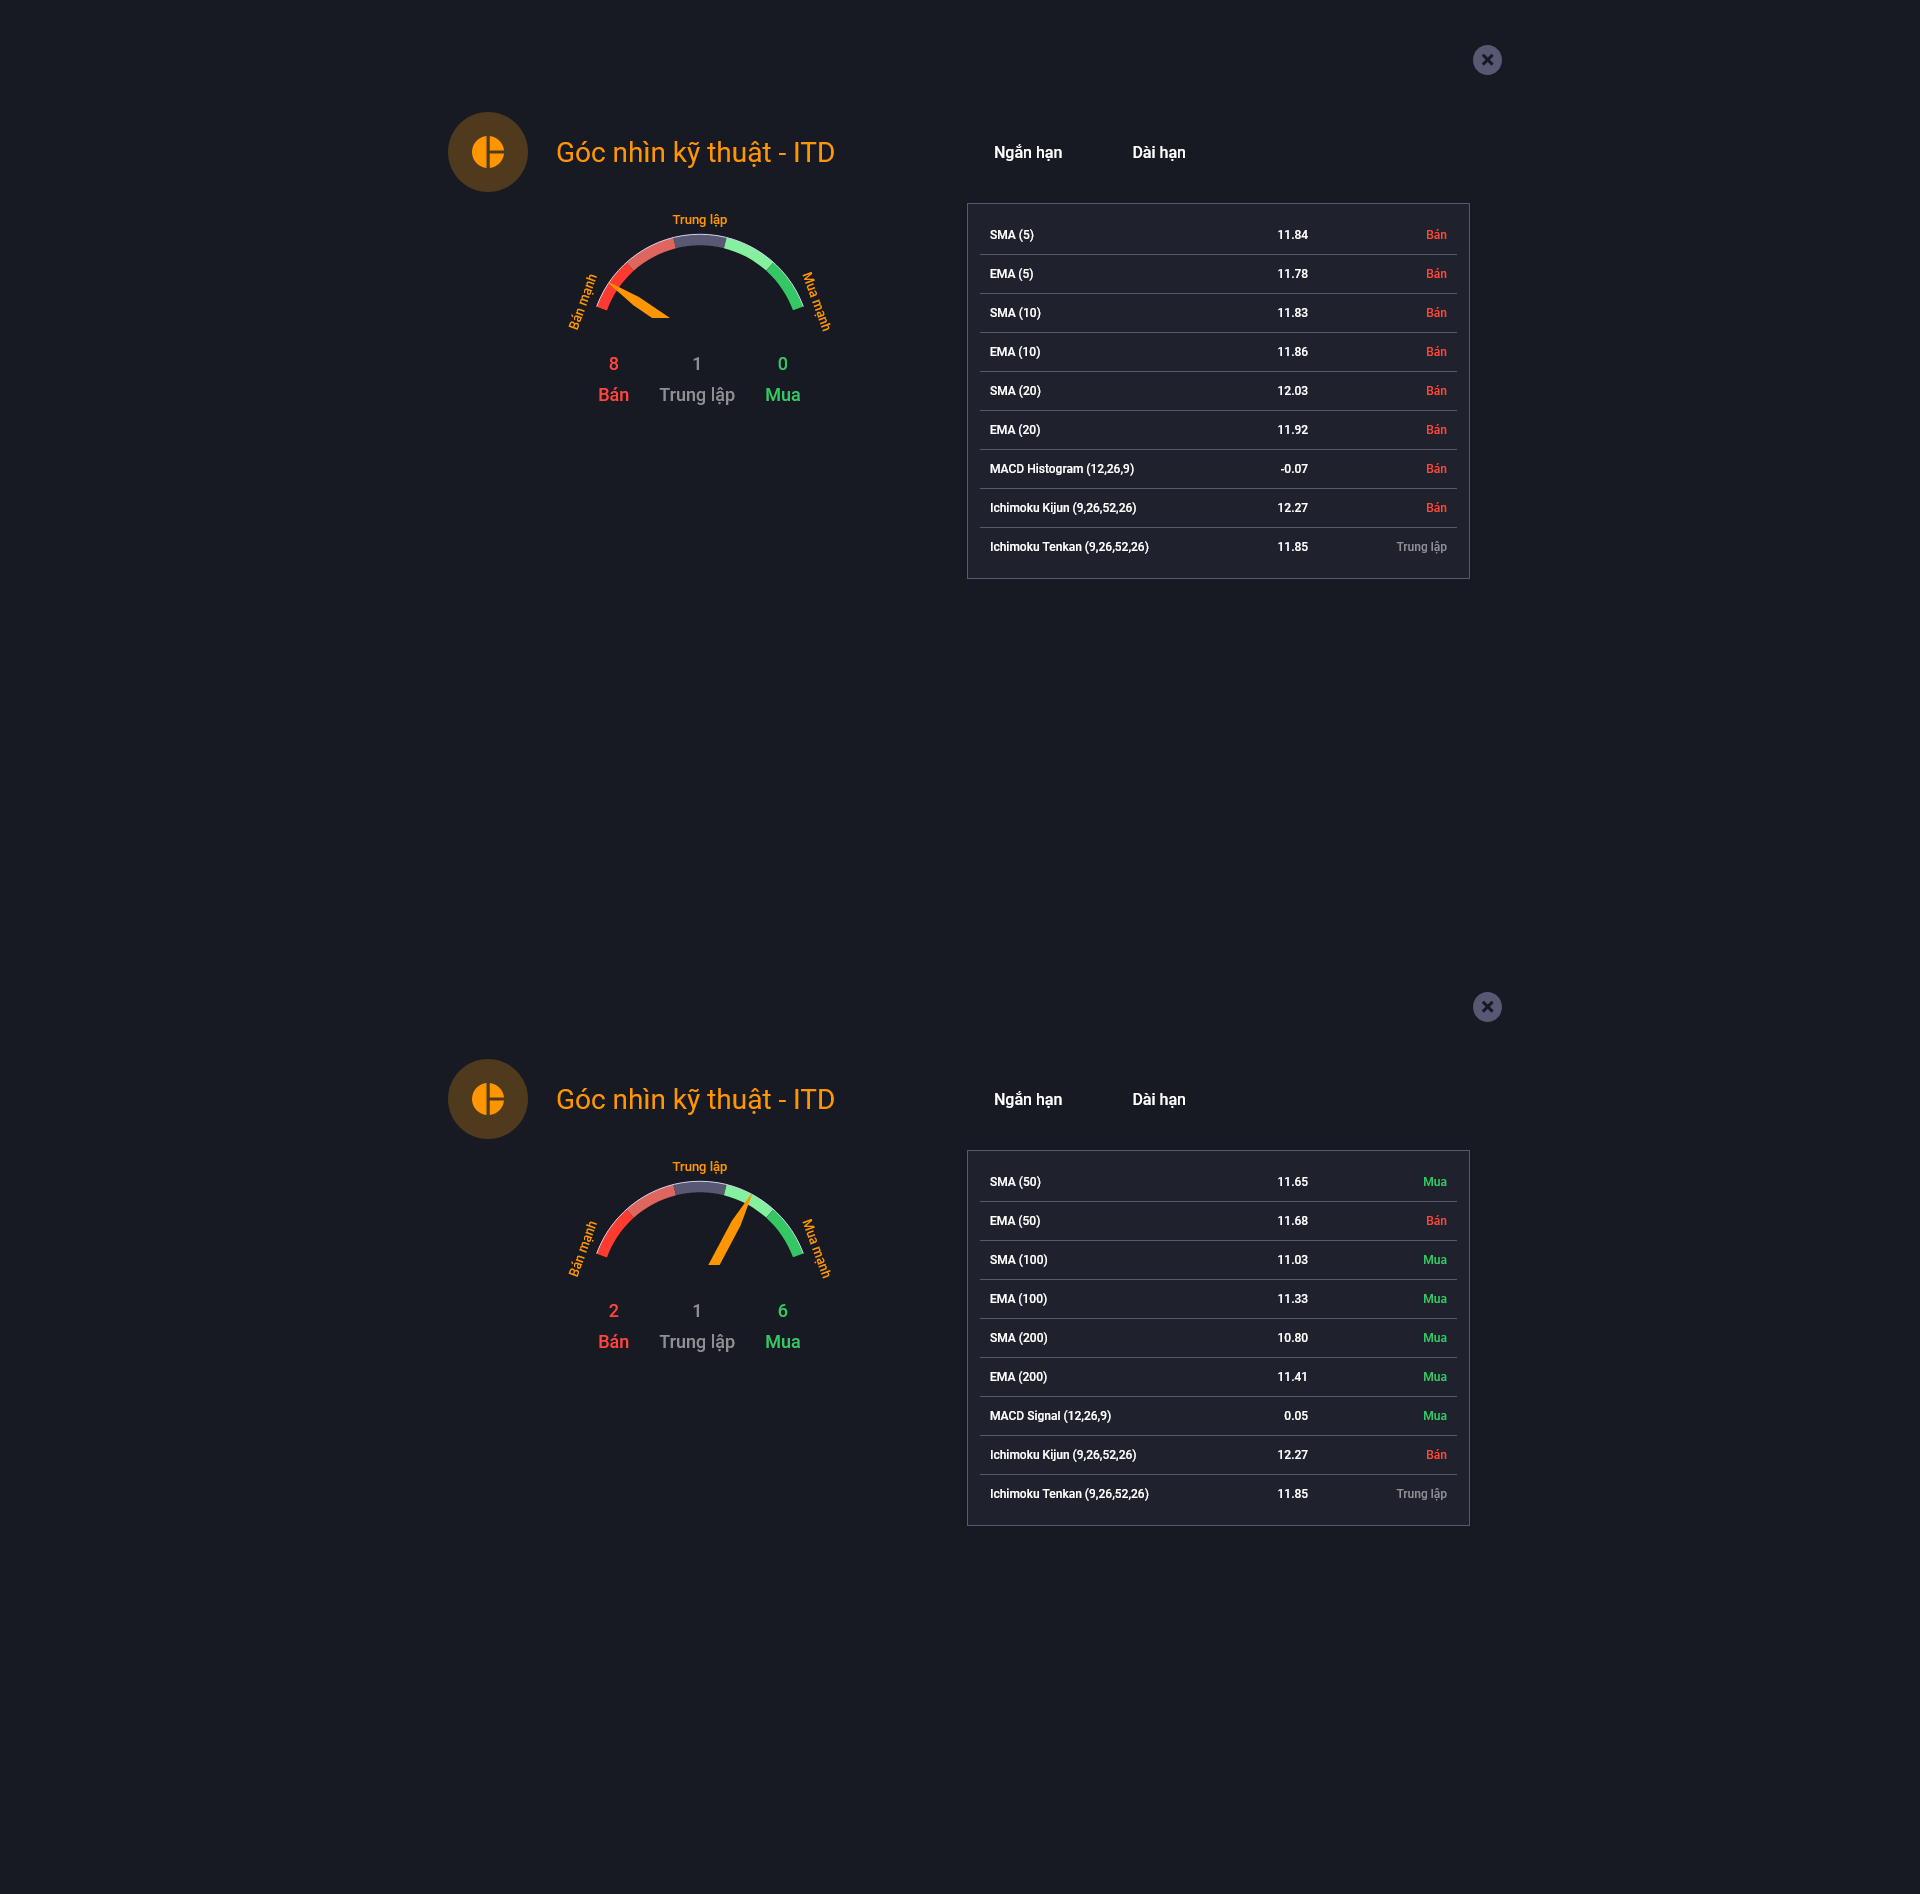 Góc nhìn kỹ thuật - ITD
Ngắn hạn Dài hạn
Trung lập
Bán mạnh
Mua mạnh
8 1 0
Bán Trung lập Mua
SMA (5) 11.84 Bán
EMA (5) 11.78 Bán
SMA (10) 11.83 Bán
EMA (10) 11.86 Bán
SMA (20) 12.03 Bán
EMA (20) 11.92 Bán
MACD Histogram (12,26,9) -0.07 Bán
Ichimoku Kijun (9,26,52,26) 12.27 Bán
Ichimoku Tenkan (9,26,52,26) 11.85 Trung lập
Góc nhìn kỹ thuật - ITD
Ngắn hạn Dài hạn
Trung lập
Bán mạnh
Mua mạnh
2 1 6
Bán Trung lập Mua
SMA (50) 11.65 Mua
EMA (50) 11.68 Bán
SMA (100) 11.03 Mua
EMA (100) 11.33 Mua
SMA (200) 10.80 Mua
EMA (200) 11.41 Mua
MACD Signal (12,26,9) 0.05 Mua
Ichimoku Kijun (9,26,52,26) 12.27 Bán
Ichimoku Tenkan (9,26,52,26) 11.85 Trung lập